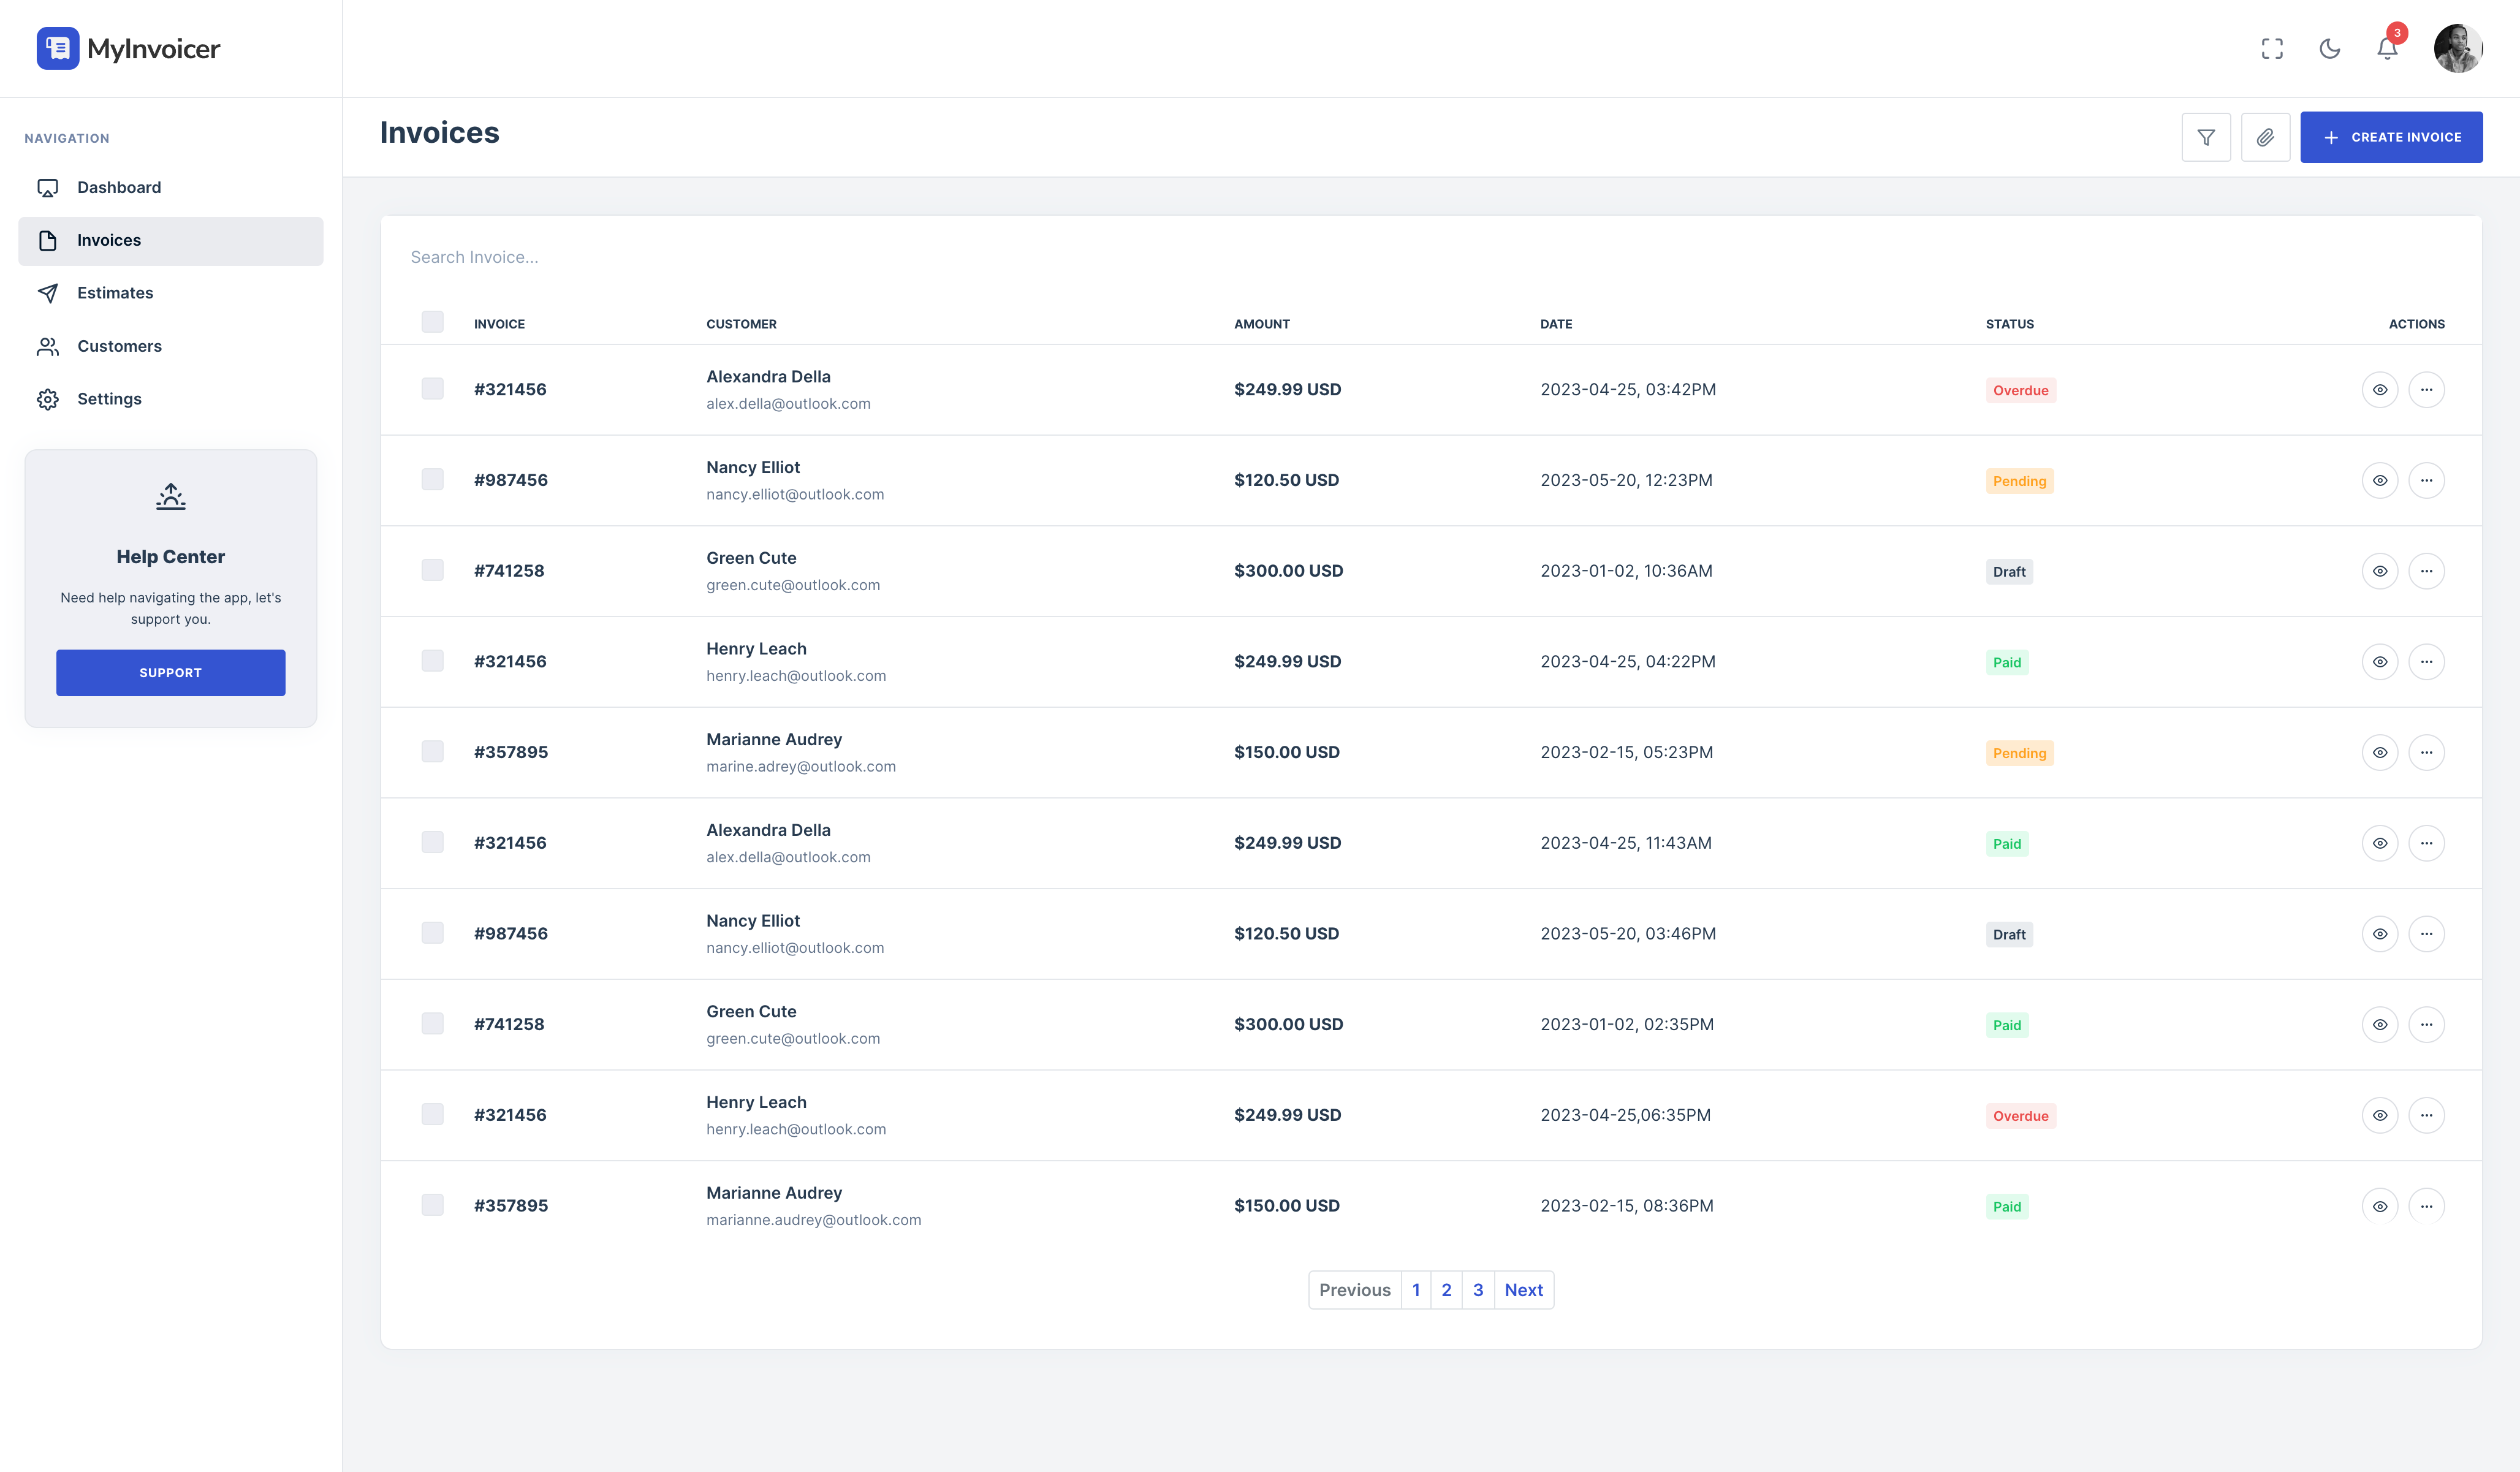 MyInvoicer
3
NAVIGATION
Dashboard
Invoices
Estimates
Customers
Settings
Help Center
Need help navigating the app, let's
support you.
SUPPORT
Invoices
CREATE INVOICE
Search Invoice...
INVOICE CUSTOMER AMOUNT DATE STATUS ACTIONS
#321456 Alexandra Della $249.99 USD 2023-04-25, 03:42PM Overdue
alex.della@outlook.com
#987456 Nancy Elliot $120.50 USD 2023-05-20, 12:23PM Pending
nancy.elliot@outlook.com
#741258 Green Cute $300.00 USD 2023-01-02, 10:36AM Draft
green.cute@outlook.com
#321456 Henry Leach $249.99 USD 2023-04-25, 04:22PM Paid
henry.leach@outlook.com
#357895 Marianne Audrey $150.00 USD 2023-02-15, 05:23PM Pending
marine.adrey@outlook.com
#321456 Alexandra Della $249.99 USD 2023-04-25, 11:43AM Paid
alex.della@outlook.com
#987456 Nancy Elliot $120.50 USD 2023-05-20, 03:46PM Draft
nancy.elliot@outlook.com
#741258 Green Cute $300.00 USD 2023-01-02, 02:35PM Paid
green.cute@outlook.com
#321456 Henry Leach $249.99 USD 2023-04-25,06:35PM Overdue
henry.leach@outlook.com
#357895 Marianne Audrey $150.00 USD 2023-02-15, 08:36PM Paid
marianne.audrey@outlook.com
Previous 1 2 3 Next